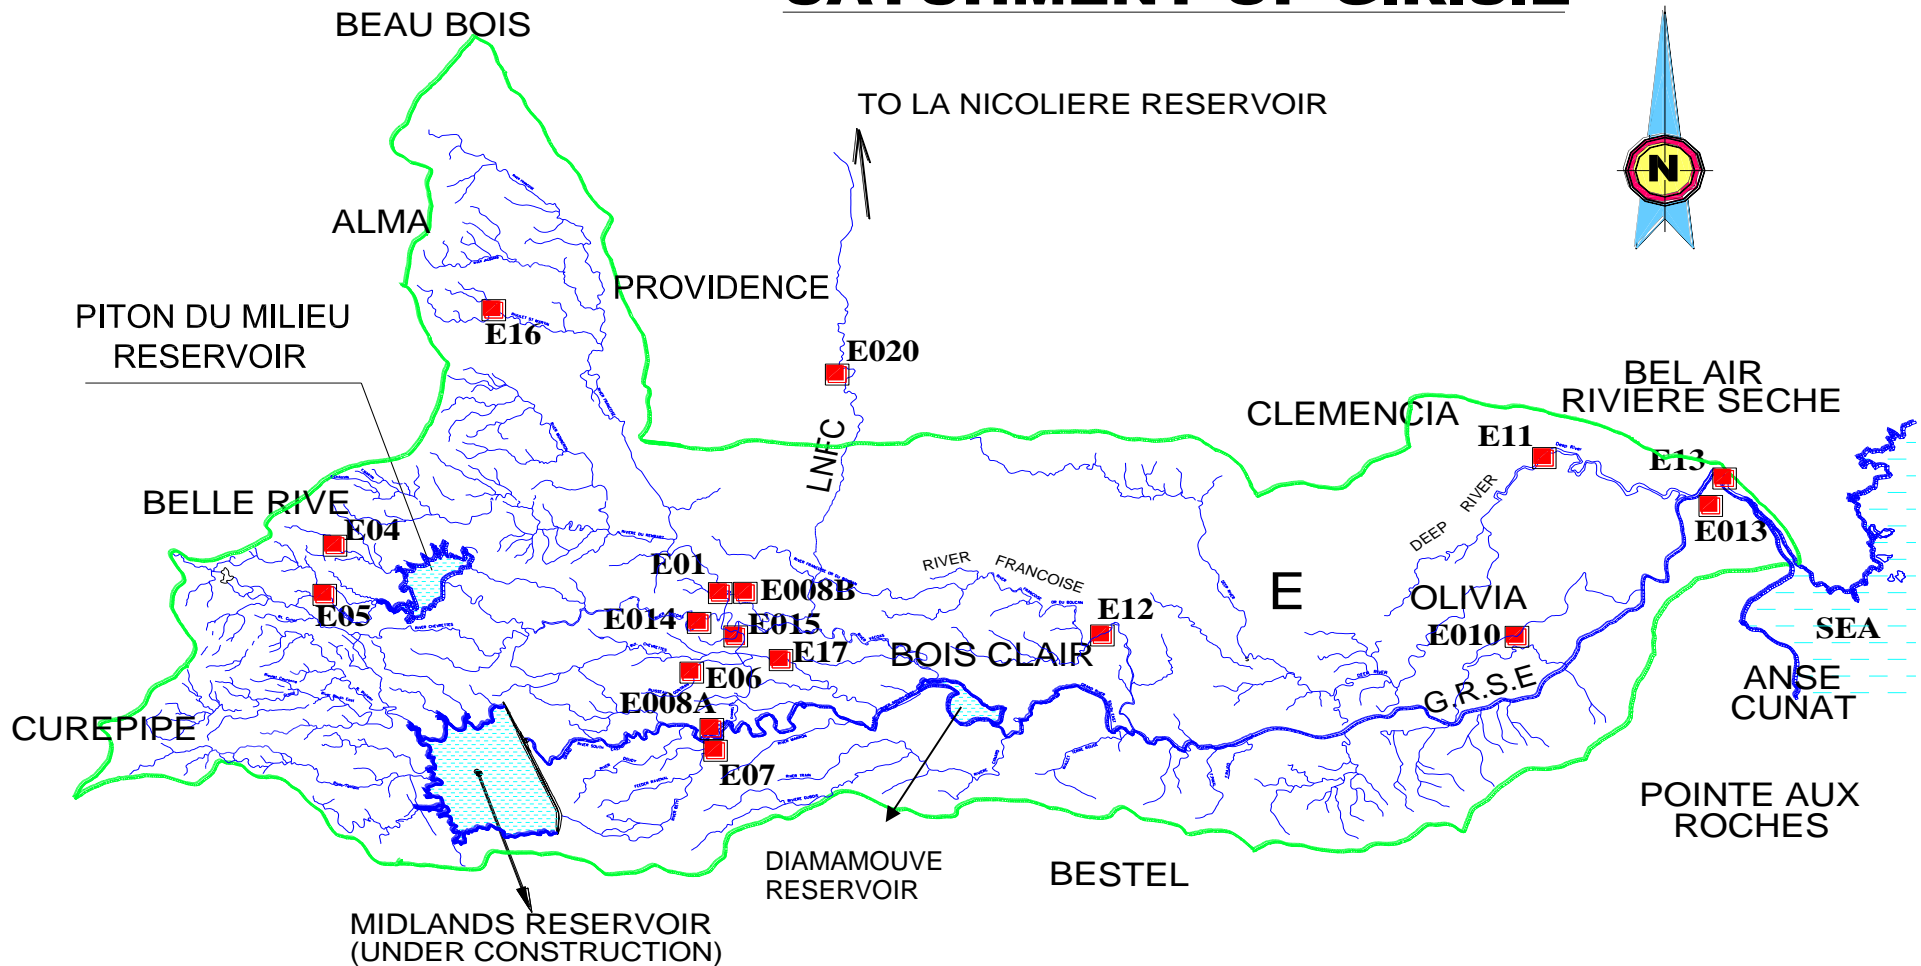 CATCHMENT OF G.R.S.E
BEAU BOIS
TO LA NICOLIERE RESERVOIR
N
ALMA
PROVIDENCE
PITON DU MILIEU
RESERVOIR
E16
E020
BEL AIR
RIVIERE SECHE
CLEMENCIA
E11
E13
LNFC
BELLE RIVE
E04
DEEP RIVER
E013
RIVER FRANCOISE
E01
E008B
E
OLIVIA
E05
E014
E015
E12
E010
SEA
E17
BOIS CLAIR
E06
G.R.S.E
ANSE
CUNAT
E008A
CUREPIPE
E07
POINTE AUX
ROCHES
DIAMAMOUVE
RESERVOIR
BESTEL
MIDLANDS RESERVOIR
(UNDER CONSTRUCTION)